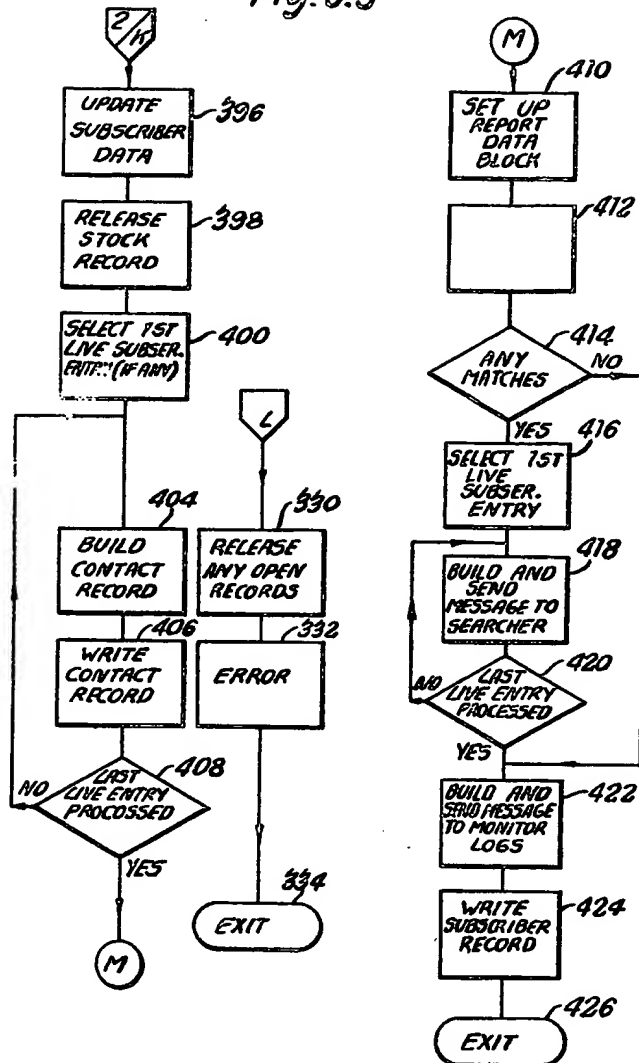 2/K
UPDATE
SUBSCRIBER
DATA
396
RELEASE
STOCK
RECORD
398
SELECT 1ST
LIVE SUBSER.
(IF ANY)
400
404
BUILD
CONTACT
RECORD
406
WRITE
CONTACT
RECORD
408
LAST
LIVE ENTRY
PROCOSSED
NO
YES
M
L
330
RELEASE
ANY OPEN
RECORDS
332
ERROR
334
EXIT
M
410
SET UP
REPORT
DATA
BLOCK
412
414
ANY
MATCHES
NO
YES
416
SELECT 1ST
LIVE
SUBSER.
ENTRY
418
BUILD AND
SEND
MESSAGE TO
SEARCHER
420
LAST
LIVE ENTRY
PROCESSED
NO
YES
422
BUILD AND
SEND MESSAGE
TO MONITOR
LOGS
424
WRITE
SUBSCRIBER
RECORD
426
EXIT